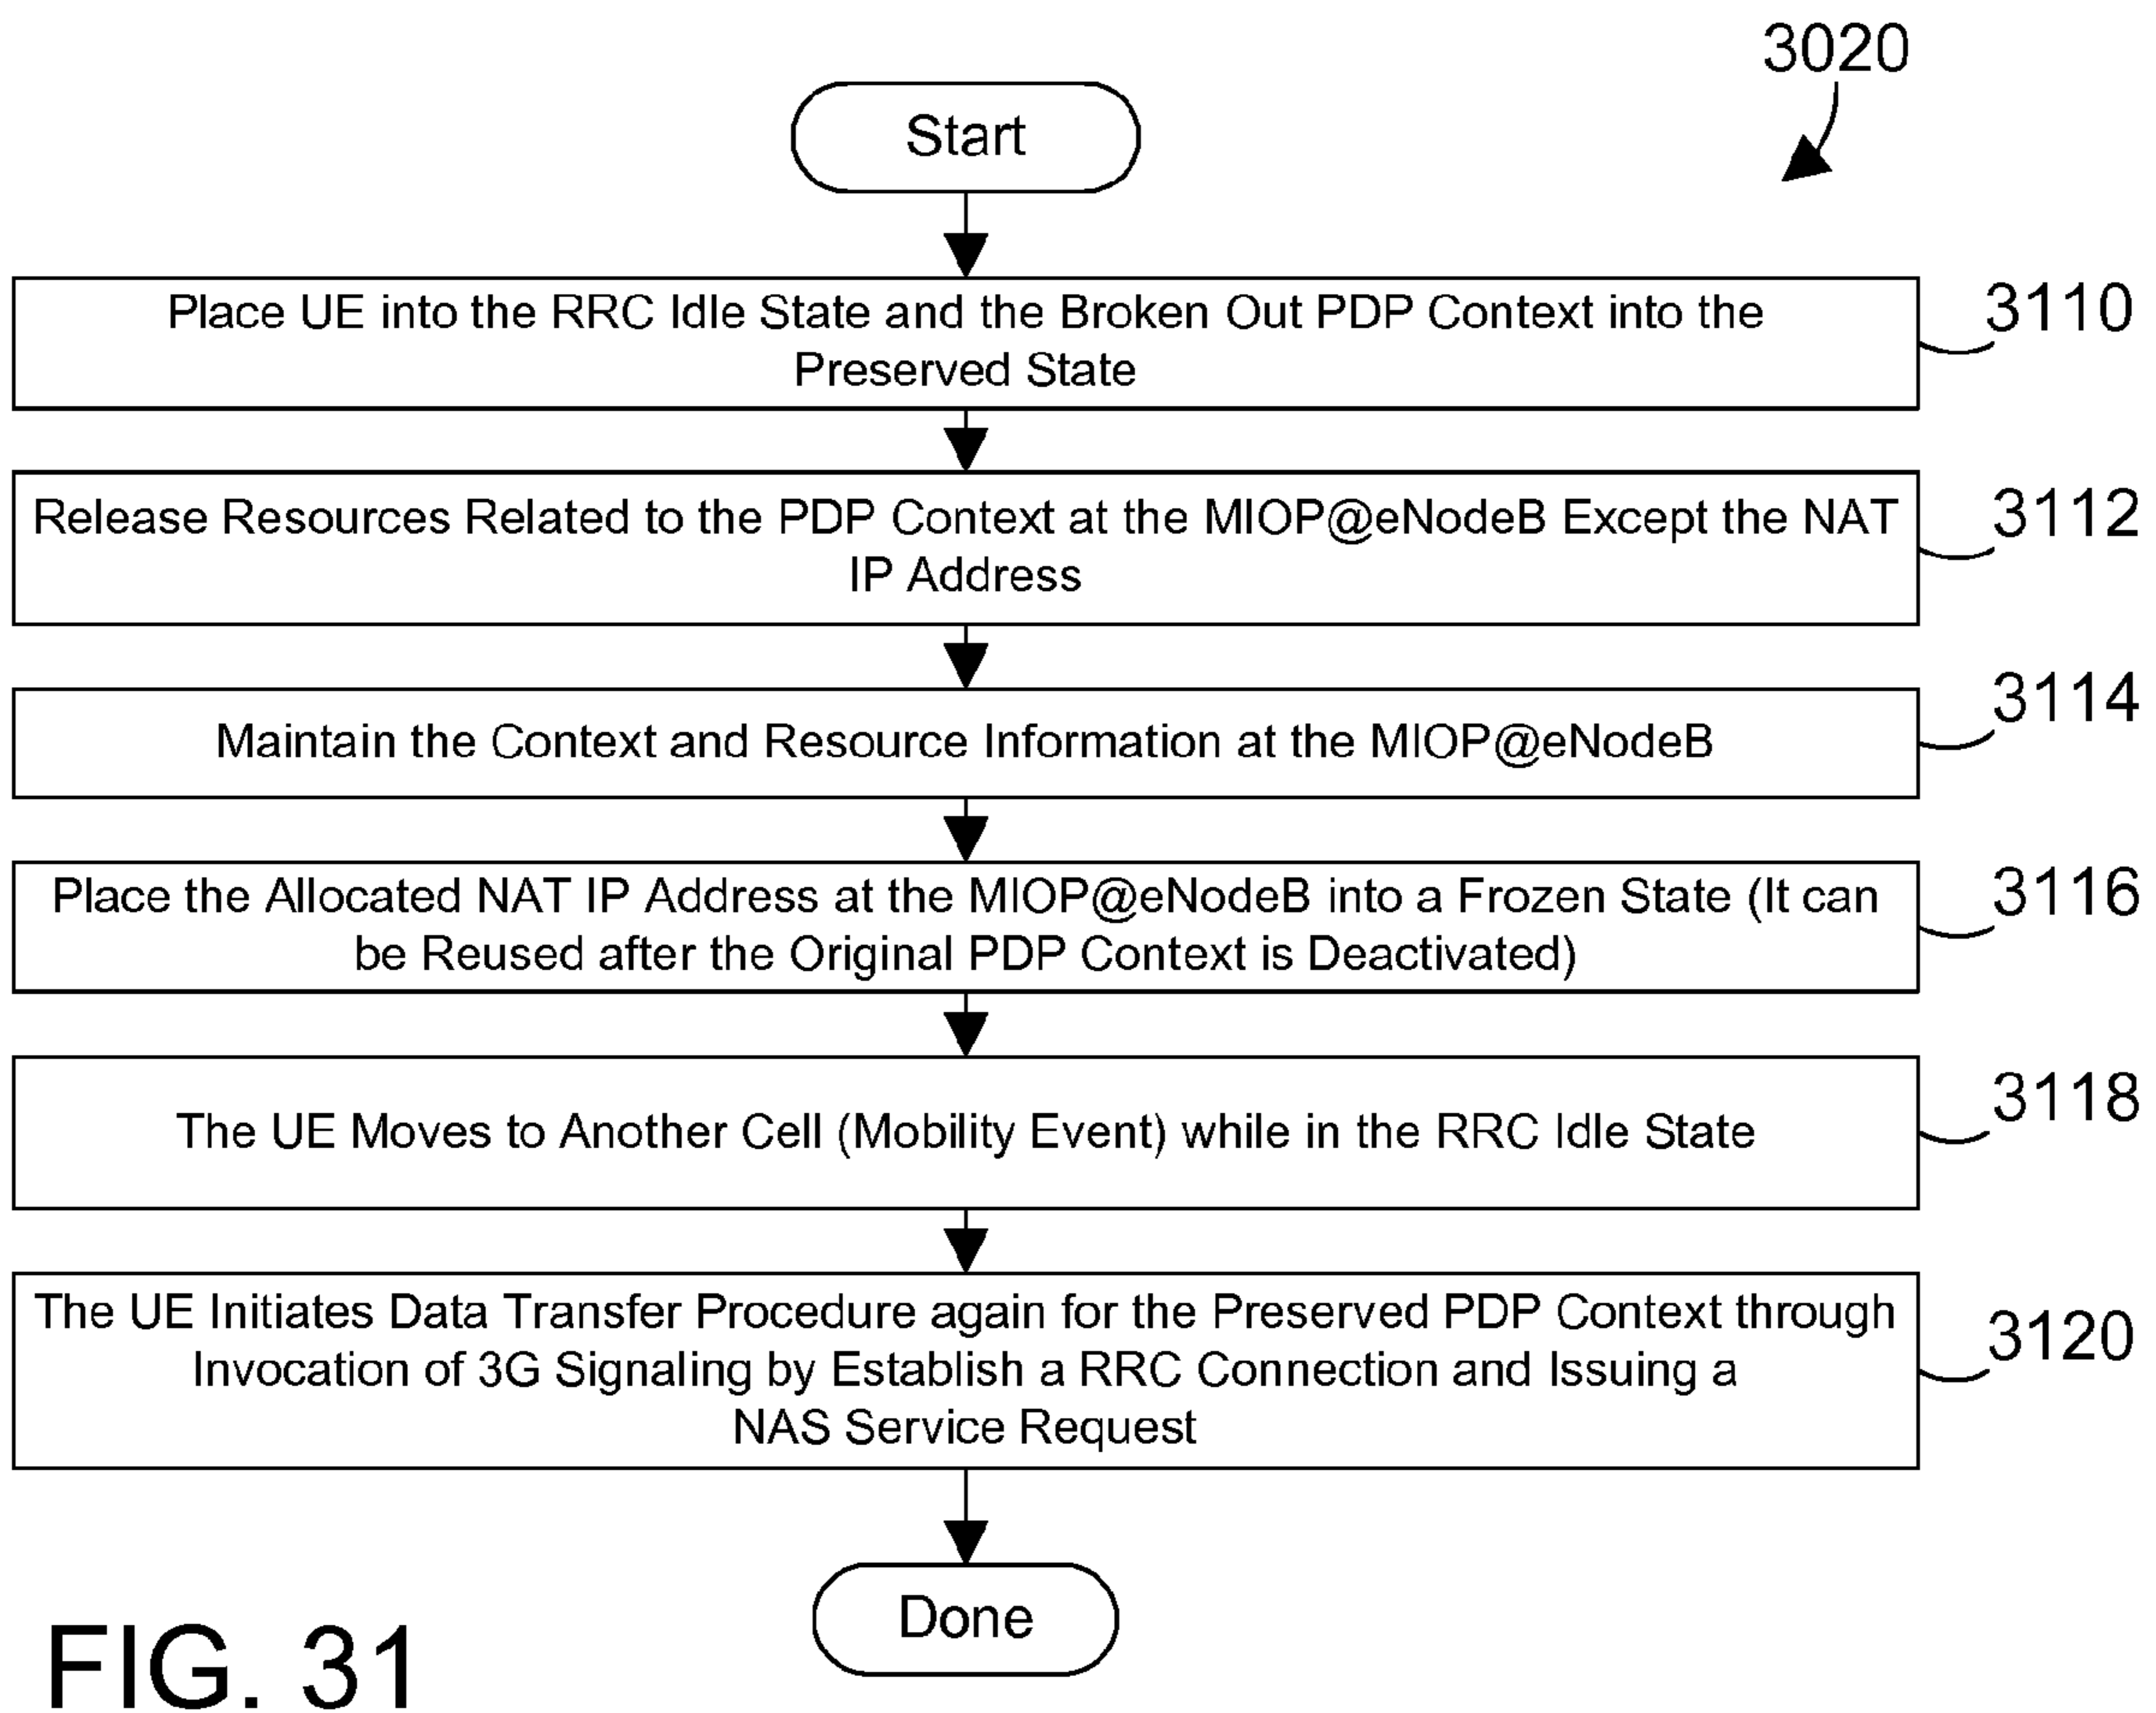 3020
Start
Place UE into the RRC Idle State and the Broken Out PDP Context into the
Preserved State
3110
Release Resources Related to the PDP Context at the MIOP@eNodeB Except the NAT
IP Address
3112
Maintain the Context and Resource Information at the MIOP@eNodeB
3114
Place the Allocated NAT IP Address at the MIOP@eNodeB into a Frozen State (It can
be Reused after the Original PDP Context is Deactivated)
3116
The UE Moves to Another Cell (Mobility Event) while in the RRC Idle State
3118
The UE Initiates Data Transfer Procedure again for the Preserved PDP Context through
Invocation of 3G Signaling by Establish a RRC Connection and Issuing a
NAS Service Request
3120
Done
FIG. 31